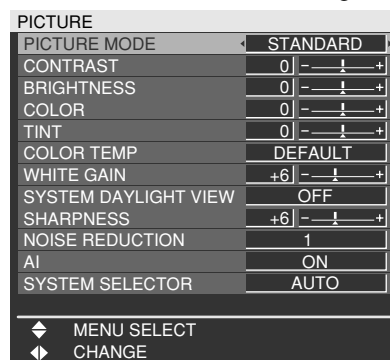 PICTURE
PICTURE MODE STANDARD
CONTRAST 0 - +
BRIGHTNESS 0 - +
COLOR 0 - +
TINT 0 - +
COLOR TEMP DEFAULT
WHITE GAIN +6 - +
SYSTEM DAYLIGHT VIEW OFF
SHARPNESS +6 - +
NOISE REDUCTION 1
AI ON
SYSTEM SELECTOR AUTO
MENU SELECT
CHANGE